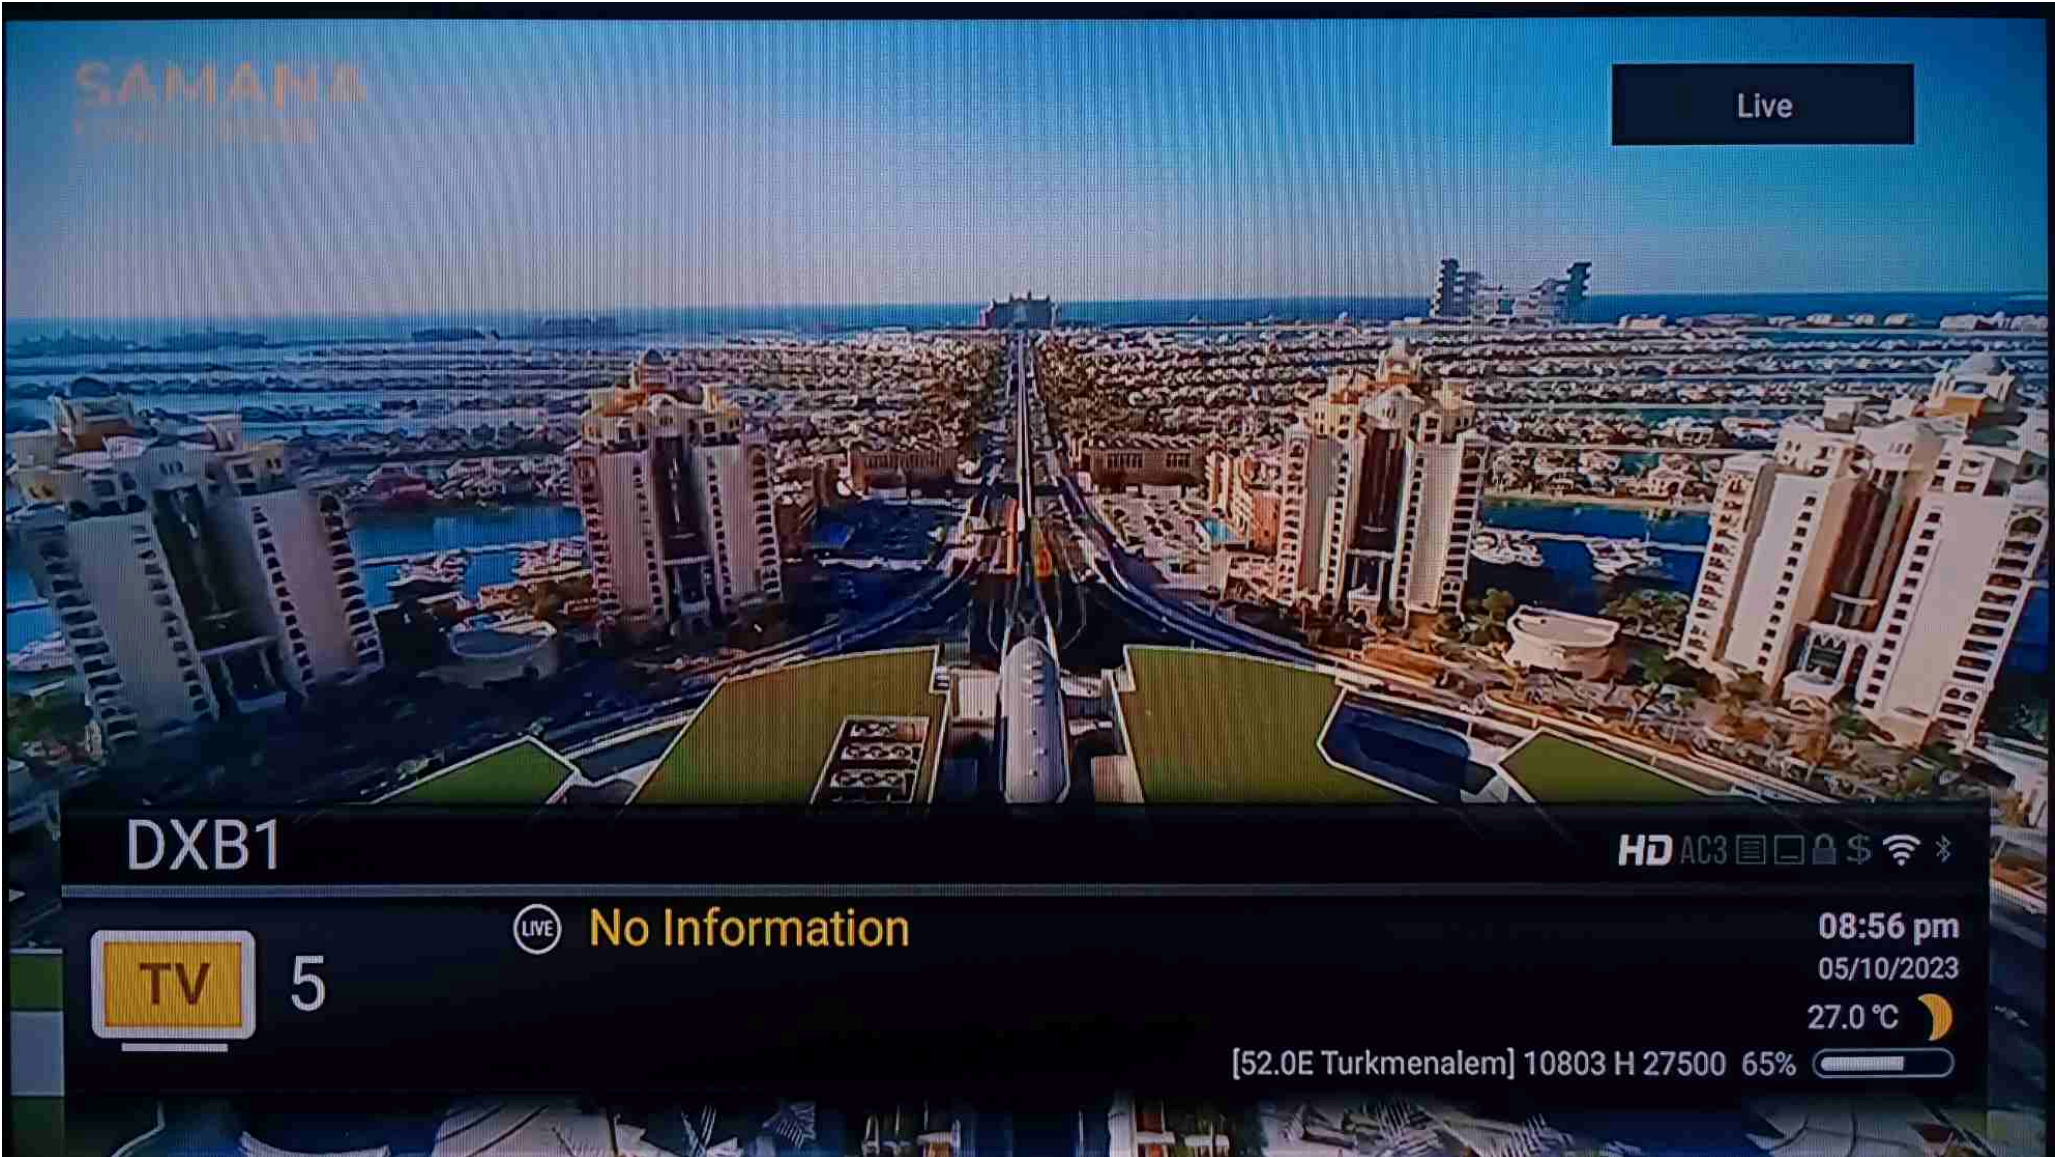 SAMANA
Live
DXB1
HD AC3 $
LIVE No Information
TV 5
08:56 pm
05/10/2023
27.0 °C
[52.0E Turkmenalem] 10803 H 27500 65%